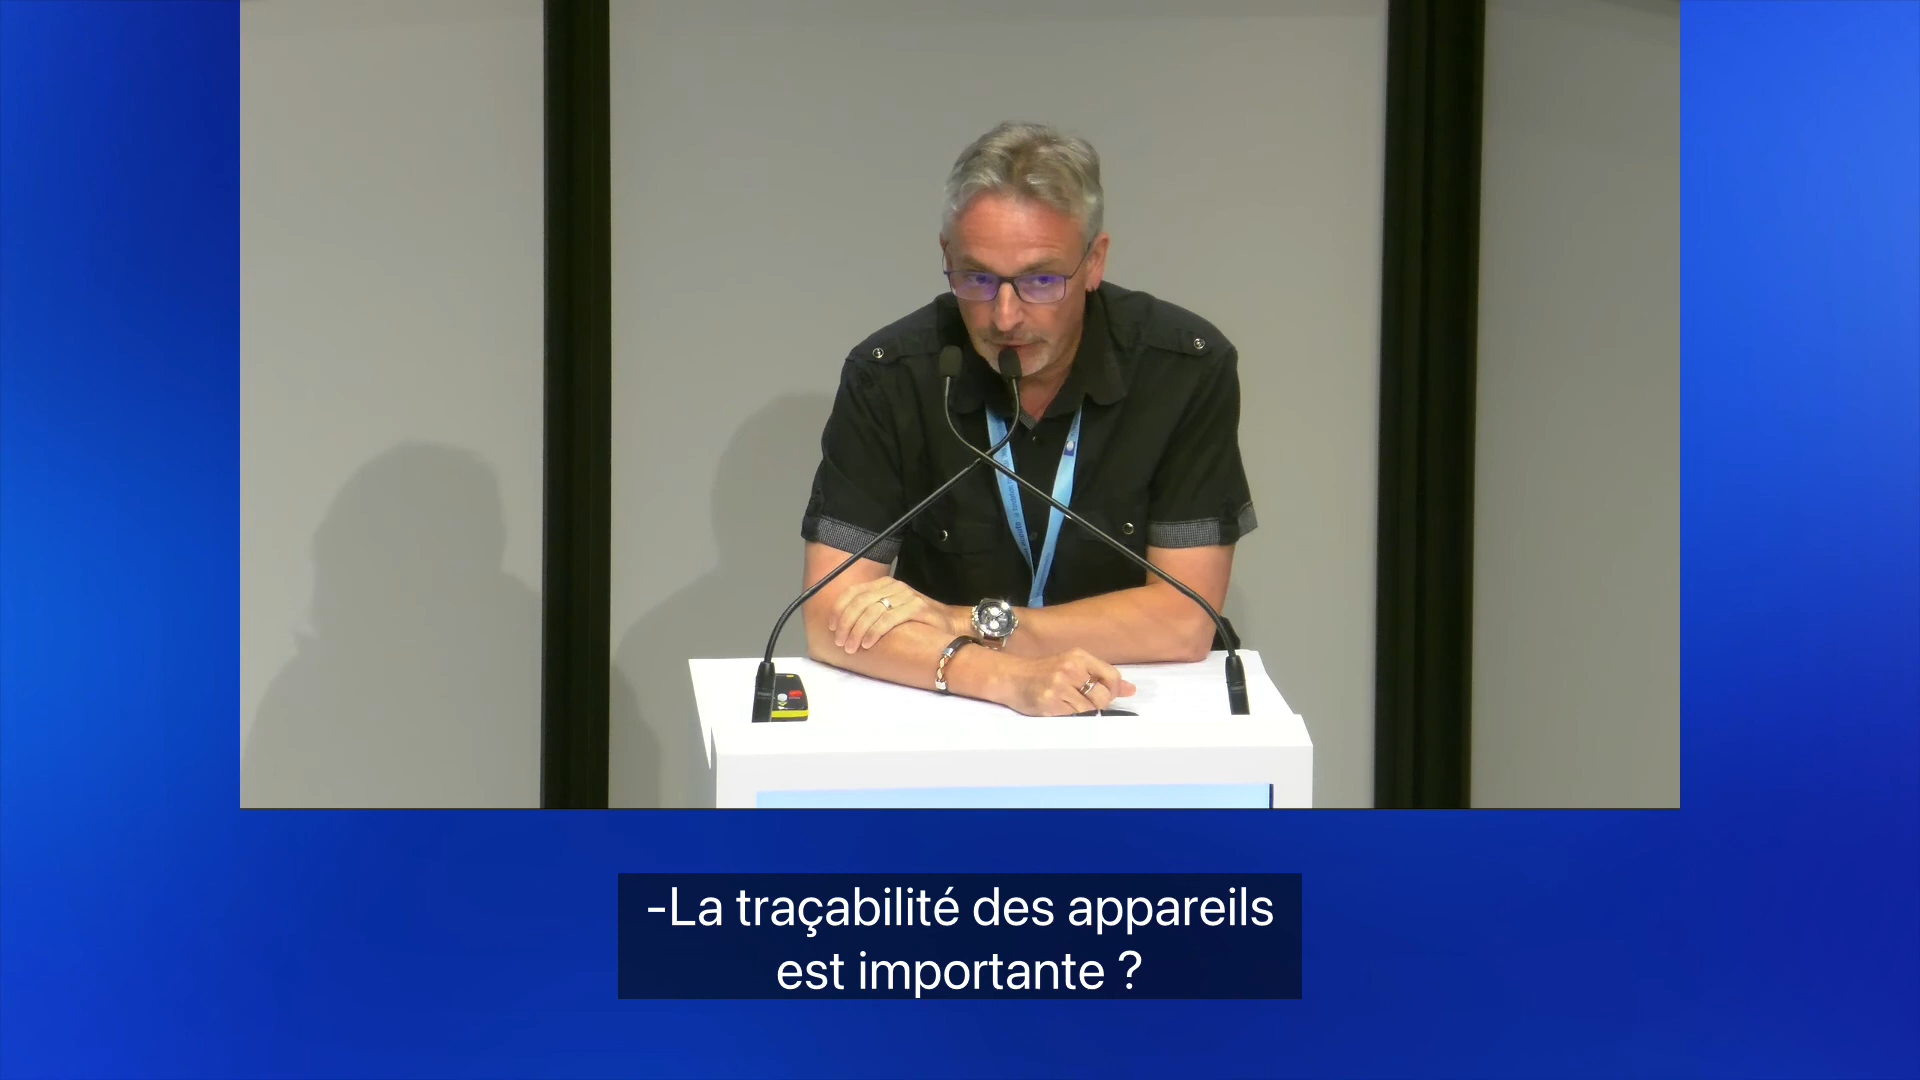 -La traçabilité des appareils
est importante ?